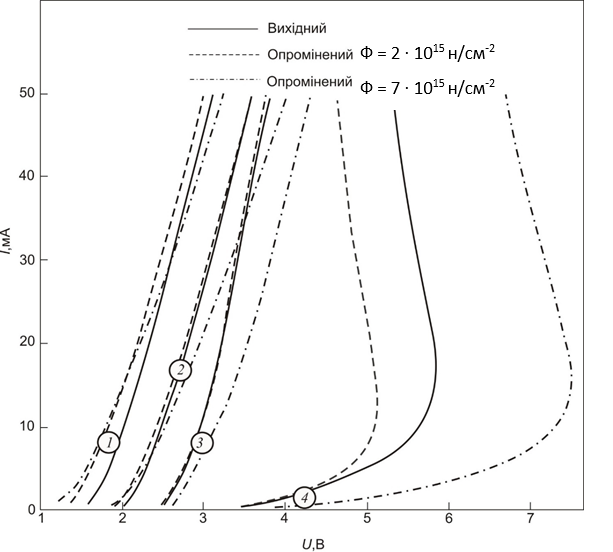 Вихідний
Опромінений Ф = 2 · 10¹⁵ н/см⁻²
Опромінений Ф = 7 · 10¹⁵ н/см⁻²
50
40
30
20
10
0
I,мА
1
2
3
4
1 2 3 4 5 6 7
U,В